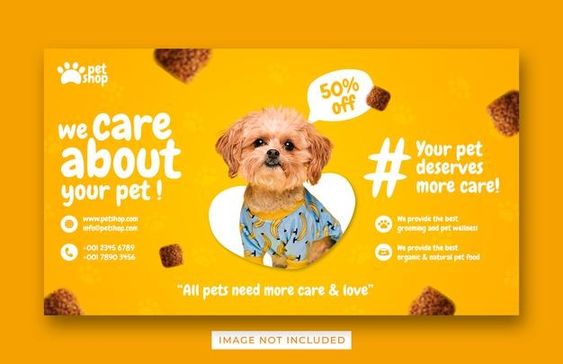 pet
shop
we care
about
your pet !
www.petshop.com
info@petshop.com
+001 2345 6789
+001 7890 3456
50%
off
# Your pet
deserves
more care!
We provide the best
grooming and pet wellnes!
We provide the best
organic & natural pet food
“All pets need more care & love”
IMAGE NOT INCLUDED